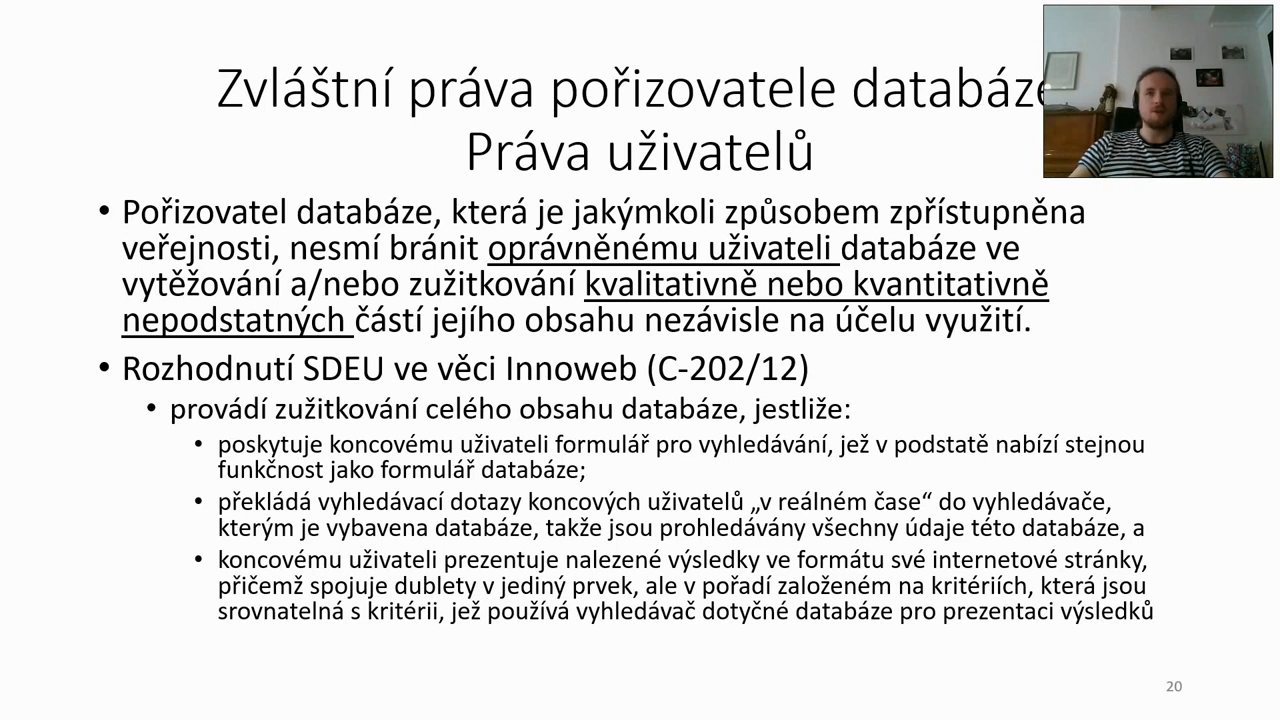 Zvláštní práva pořizovatele databáze
Práva uživatelů
• Pořizovatel databáze, která je jakýmkoli způsobem zpřístupněna
veřejnosti, nesmí bránit oprávněnému uživateli databáze ve
vytěžování a/nebo zužitkování kvalitativně nebo kvantitativně
nepodstatných částí jejího obsahu nezávisle na účelu využití.
• Rozhodnutí SDEU ve věci Innoweb (C-202/12)
• provádí zužitkování celého obsahu databáze, jestliže:
• poskytuje koncovému uživateli formulář pro vyhledávání, jež v podstatě nabízí stejnou
funkčnost jako formulář databáze;
• překládá vyhledávací dotazy koncových uživatelů „v reálném čase“ do vyhledávače,
kterým je vybavena databáze, takže jsou prohledávány všechny údaje této databáze, a
• koncovému uživateli prezentuje nalezené výsledky ve formátu své internetové stránky,
přičemž spojuje dublety v jediný prvek, ale v pořadí založeném na kritériích, která jsou
srovnatelná s kritérii, jež používá vyhledávač dotyčné databáze pro prezentaci výsledků
20